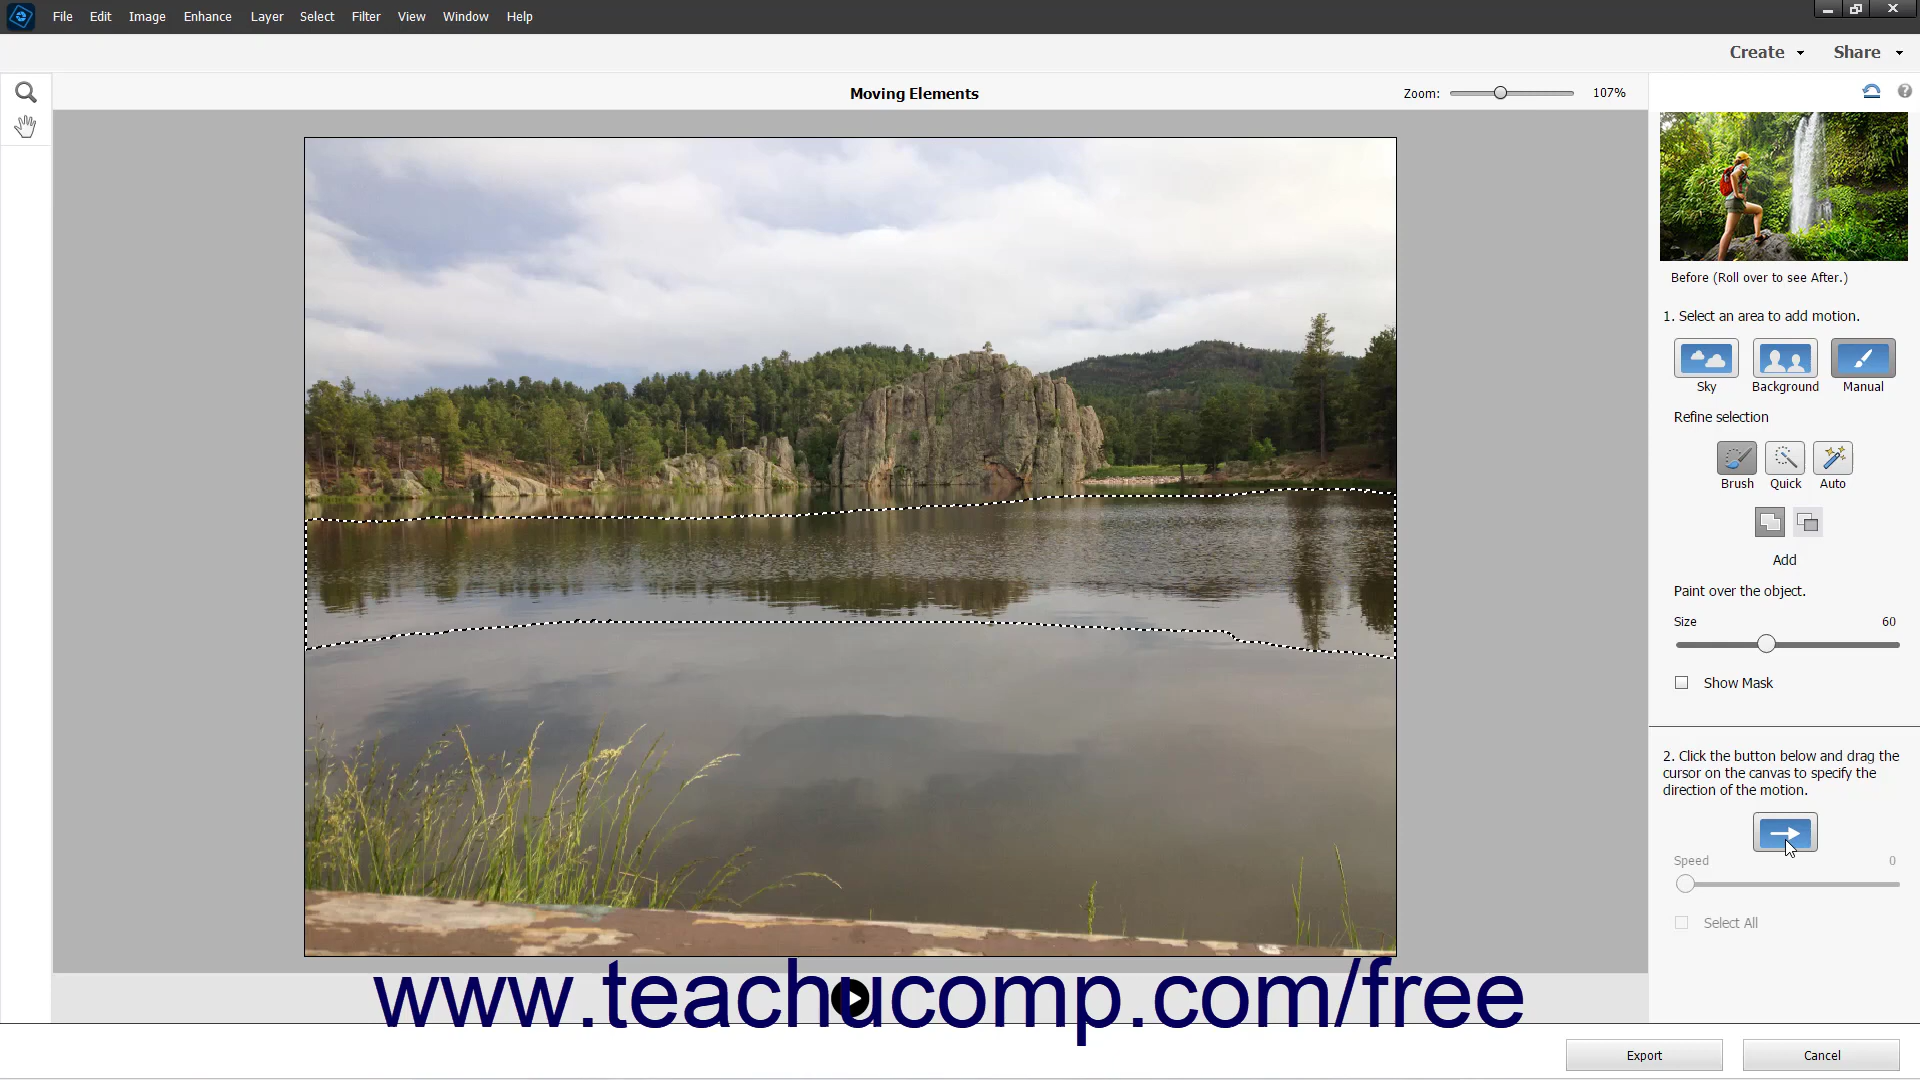 File Edit Image Enhance Layer Select Filter View Window Help
Create Share
Moving Elements
Zoom: 107%
Before (Roll over to see After.)
1. Select an area to add motion.
Sky Background Manual
Refine selection
Brush Quick Auto
Add
Paint over the object.
Size 60
Show Mask
2. Click the button below and drag the
cursor on the canvas to specify the
direction of the motion.
Speed 0
Select All
www.teachucomp.com/free
Export Cancel